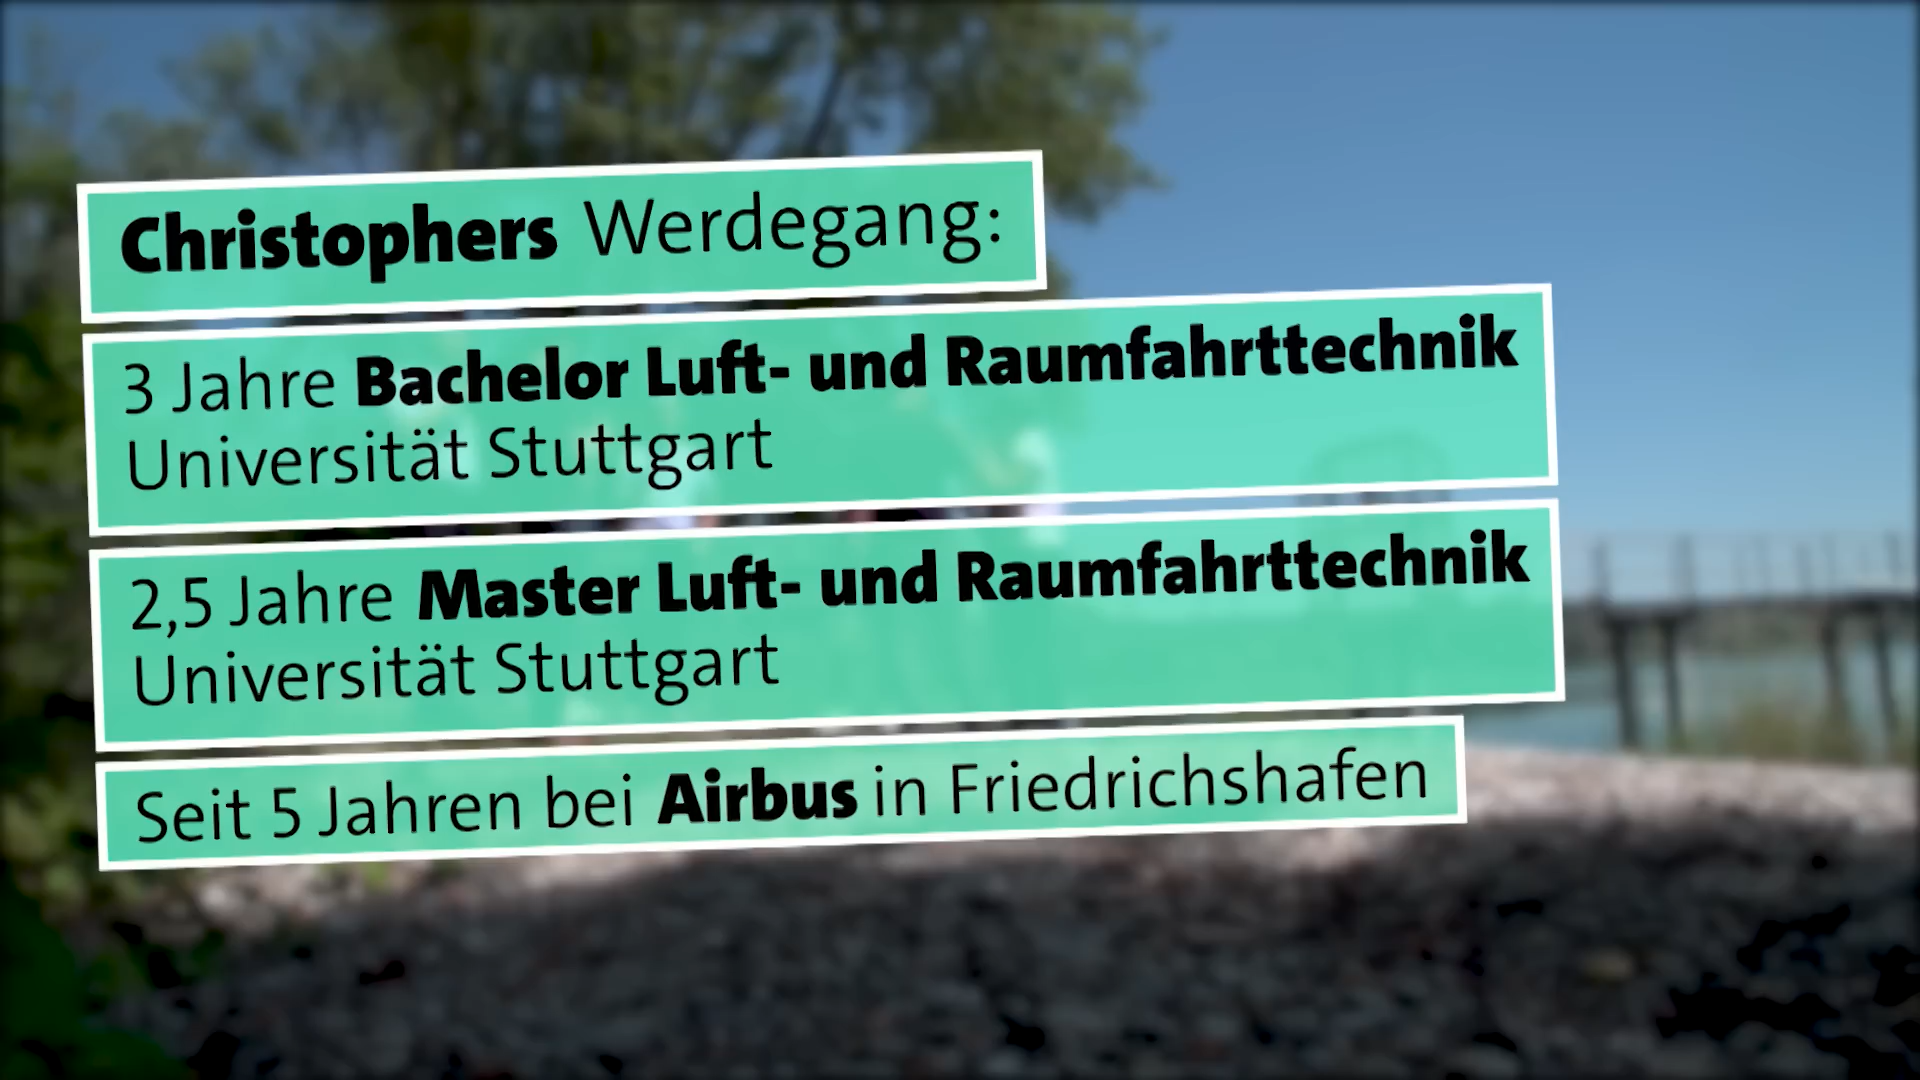 Christophers Werdegang:
3 Jahre Bachelor Luft- und Raumfahrttechnik
Universität Stuttgart
2,5 Jahre Master Luft- und Raumfahrttechnik
Universität Stuttgart
Seit 5 Jahren bei Airbus in Friedrichshafen